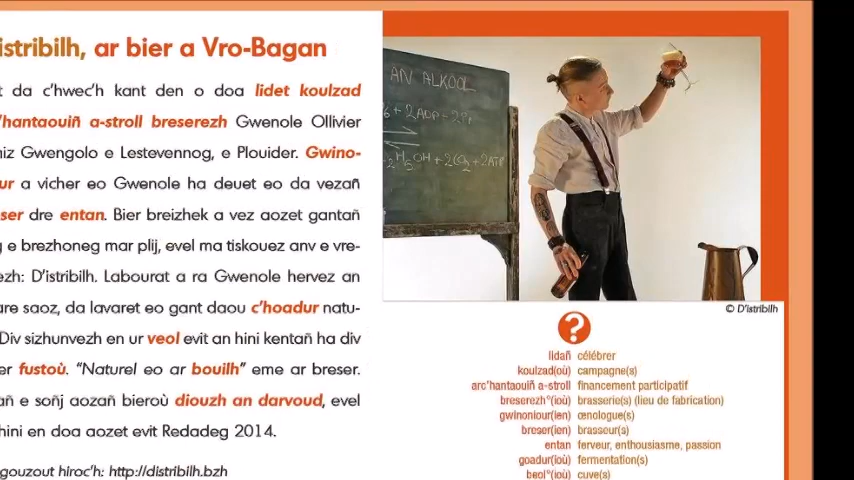 istribilh, ar bier a Vro-Bagan
t da c'hwec'h kant den o doa lidet koulzad
'hantaouiñ a-stroll breserezh Gwenole Ollivier
niz Gwengolo e Lestevennog, e Plouider. Gwino-
ur a vicher eo Gwenole ha deuet eo da vezañ
ser dre entan. Bier breizhek a vez aozet gantañ
g e brezhoneg mar plij, evel ma tiskouez anv e vre-
ezh: D'istribilh. Labourat a ra Gwenole hervez an
are saoz, da lavaret eo gant daou c'hoadur natu-
Div sizhunvezh en ur veol evit an hini kentañ ha div
er fustoù. "Naturel eo ar bouilh" eme ar breser.
añ e soñj aozañ bieroù diouzh an darvoud, evel
hini en doa aozet evit Redadeg 2014.
gouzout hiroc'h: http://distribilh.bzh
AN ALKOOL
+ 2ADP + 2Pi
H5OH + 2CO2 + 2ATP
© D'istribilh
?
lidañ célébrer
koulzad(où) campagne(s)
arc'hantaouiñ a-stroll financement participatif
breserezh°(ioù) brasserie(s) (lieu de fabrication)
gwinoniour(ien) œnologue(s)
breser(ien) brasseur(s)
entan ferveur, enthousiasme, passion
goadur(ioù) fermentation(s)
beol°(ioù) cuve(s)